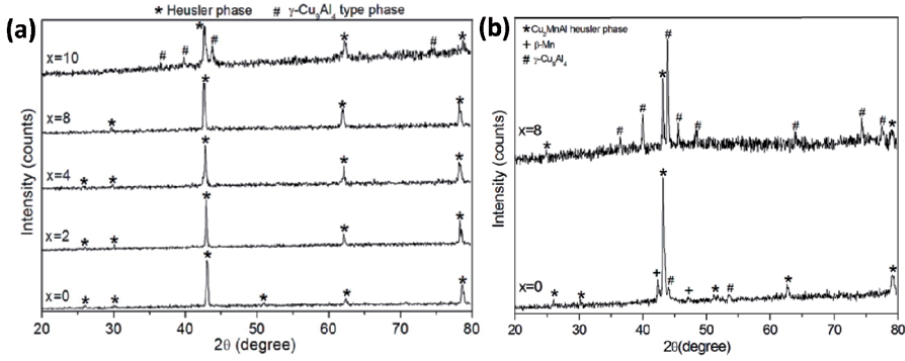 * Heusler phase # γ-Cu9Al4 type phase
(a)
x=10
x=8
x=4
x=2
x=0
Intensity (counts)
20 30 40 50 60 70 80
2θ (degree)
(b)
* Cu2MnAl heusler phase
+ β-Mn
# γ-Cu9Al4
x=8
x=0
Intensity (counts)
20 30 40 50 60 70 80
2θ(degree)